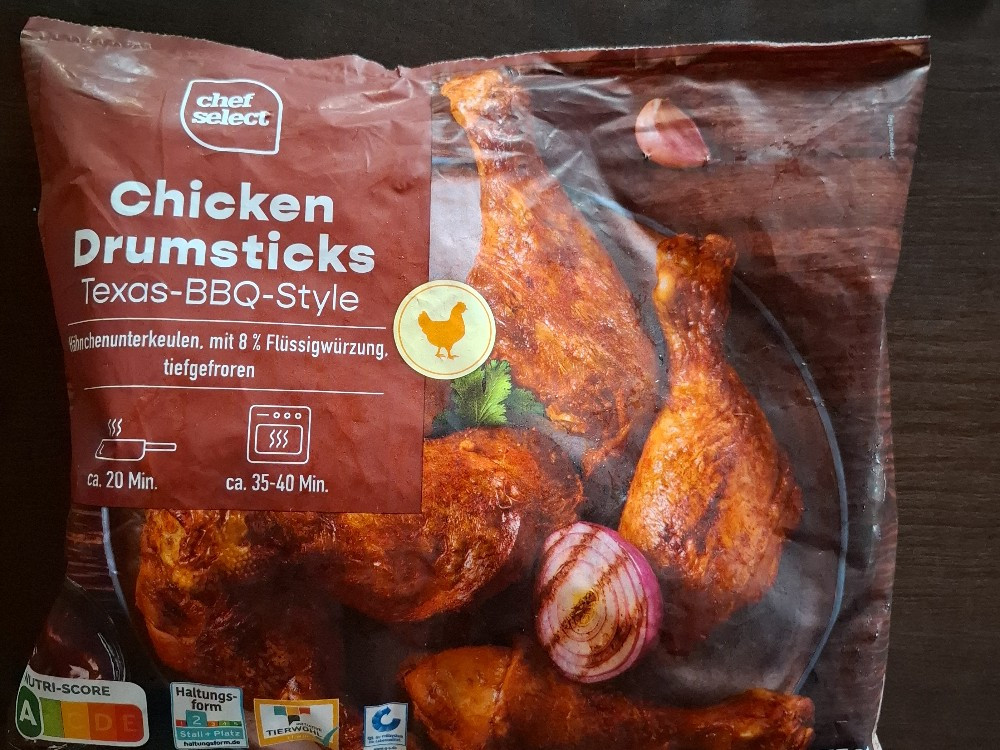 chef
select
Chicken
Drumsticks
Texas-BBQ-Style
Hähnchenunterkeulen, mit 8 % Flüssigwürzung,
tiefgefroren
ca. 20 Min.
ca. 35-40 Min.
NUTRI-SCORE
A C D E
Haltungs-
form
2
Stall + Platz
haltungsform.de
TIERWOHL